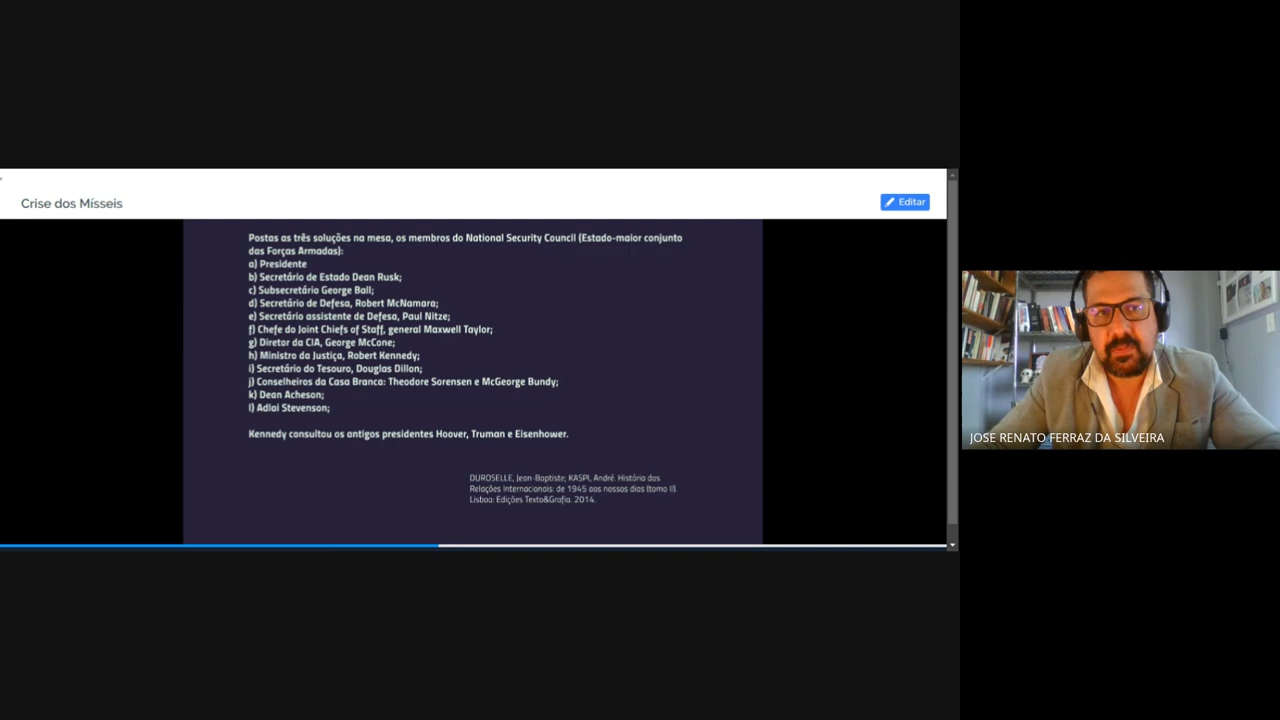 Crise dos Mísseis
Editar
Postas as três soluções na mesa, os membros do National Security Council (Estado-maior conjunto
das Forças Armadas):
a) Presidente
b) Secretário de Estado Dean Rusk;
c) Subsecretário George Ball;
d) Secretário de Defesa, Robert McNamara;
e) Secretário assistente de Defesa, Paul Nitze;
f) Chefe do Joint Chiefs of Staff, general Maxwell Taylor;
g) Diretor da CIA, George McCone;
h) Ministro da Justiça, Robert Kennedy;
i) Secretário do Tesouro, Douglas Dillon;
j) Conselheiros da Casa Branca: Theodore Sorensen e McGeorge Bundy;
k) Dean Acheson;
l) Adlai Stevenson;
Kennedy consultou os antigos presidentes Hoover, Truman e Eisenhower.
DUROSELLE, Jean-Baptiste; KASPI, André. História das
Relações Internacionais: de 1945 aos nossos dias (tomo II).
Lisboa: Edições Texto&Grafia. 2014.
JOSE RENATO FERRAZ DA SILVEIRA